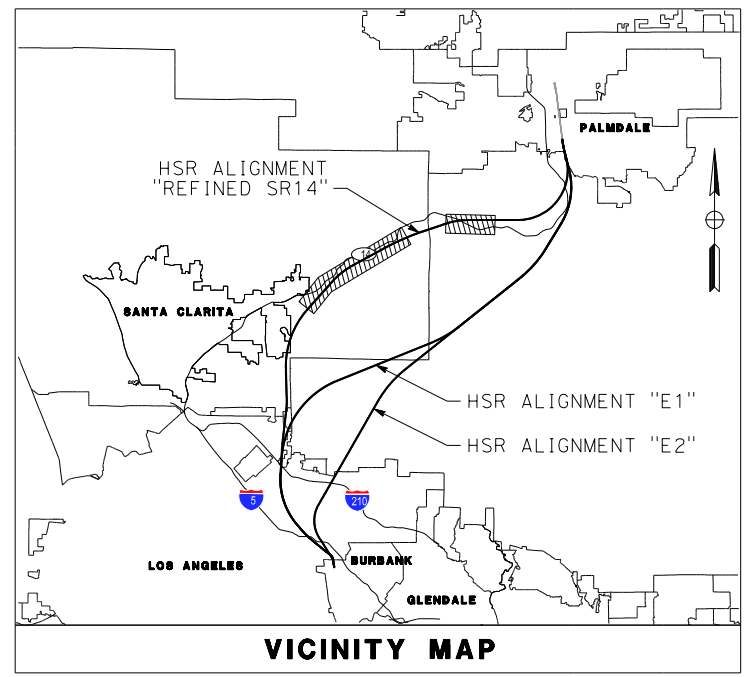 PALMDALE
HSR ALIGNMENT
"REFINED SR14"
14
SANTA CLARITA
HSR ALIGNMENT "E1"
HSR ALIGNMENT "E2"
5
210
LOS ANGELES
BURBANK
GLENDALE
VICINITY MAP